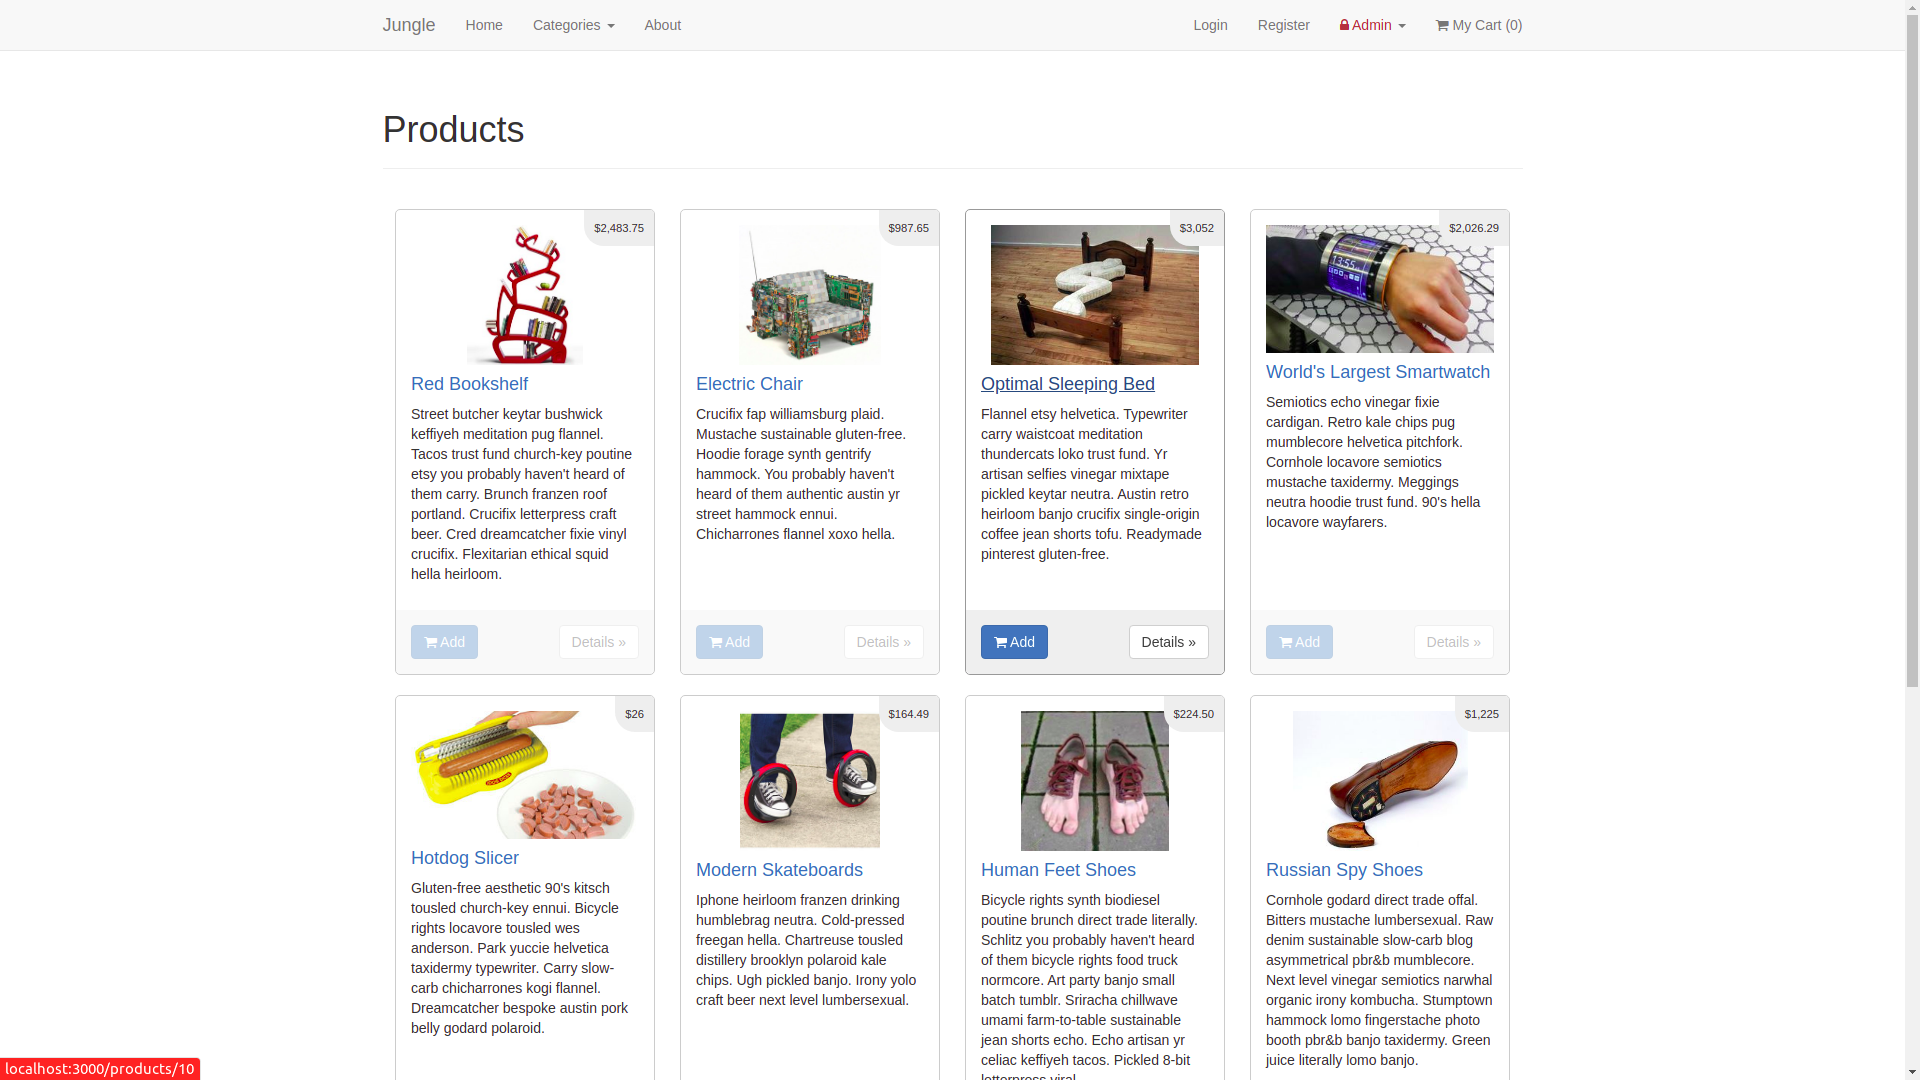 Jungle Home Categories About Login Register Admin My Cart (0)
Products
$2,483.75
Red Bookshelf
Street butcher keytar bushwick
keffiyeh meditation pug flannel.
Tacos trust fund church-key poutine
etsy you probably haven't heard of
them carry. Brunch franzen roof
portland. Crucifix letterpress craft
beer. Cred dreamcatcher fixie vinyl
crucifix. Flexitarian ethical squid
hella heirloom.
Add Details »
$987.65
Electric Chair
Crucifix fap williamsburg plaid.
Mustache sustainable gluten-free.
Hoodie forage synth gentrify
hammock. You probably haven't
heard of them authentic austin yr
street hammock ennui.
Chicharrones flannel xoxo hella.
Add Details »
$3,052
Optimal Sleeping Bed
Flannel etsy helvetica. Typewriter
carry waistcoat meditation
thundercats loko trust fund. Yr
artisan selfies vinegar mixtape
pickled keytar neutra. Austin retro
heirloom banjo crucifix single-origin
coffee jean shorts tofu. Readymade
pinterest gluten-free.
Add Details »
$2,026.29
13:55
World's Largest Smartwatch
Semiotics echo vinegar fixie
cardigan. Retro kale chips pug
mumblecore helvetica pitchfork.
Cornhole locavore semiotics
mustache taxidermy. Meggings
neutra hoodie trust fund. 90's hella
locavore wayfarers.
Add Details »
$26
Hotdog Slicer
Gluten-free aesthetic 90's kitsch
tousled church-key ennui. Bicycle
rights locavore tousled wes
anderson. Park yuccie helvetica
taxidermy typewriter. Carry slow-
carb chicharrones kogi flannel.
Dreamcatcher bespoke austin pork
belly godard polaroid.
$164.49
Modern Skateboards
Iphone heirloom franzen drinking
humblebrag neutra. Cold-pressed
freegan hella. Chartreuse tousled
distillery brooklyn polaroid kale
chips. Ugh pickled banjo. Irony yolo
craft beer next level lumbersexual.
$224.50
Human Feet Shoes
Bicycle rights synth biodiesel
poutine brunch direct trade literally.
Schlitz you probably haven't heard
of them bicycle rights food truck
normcore. Art party banjo small
batch tumblr. Sriracha chillwave
umami farm-to-table sustainable
jean shorts echo. Echo artisan yr
celiac keffiyeh tacos. Pickled 8-bit
letterpress viral.
$1,225
Russian Spy Shoes
Cornhole godard direct trade offal.
Bitters mustache lumbersexual. Raw
denim sustainable slow-carb blog
asymmetrical pbr&b mumblecore.
Next level vinegar semiotics narwhal
organic irony kombucha. Stumptown
hammock lomo fingerstache photo
booth pbr&b banjo taxidermy. Green
juice literally lomo banjo.
localhost:3000/products/10